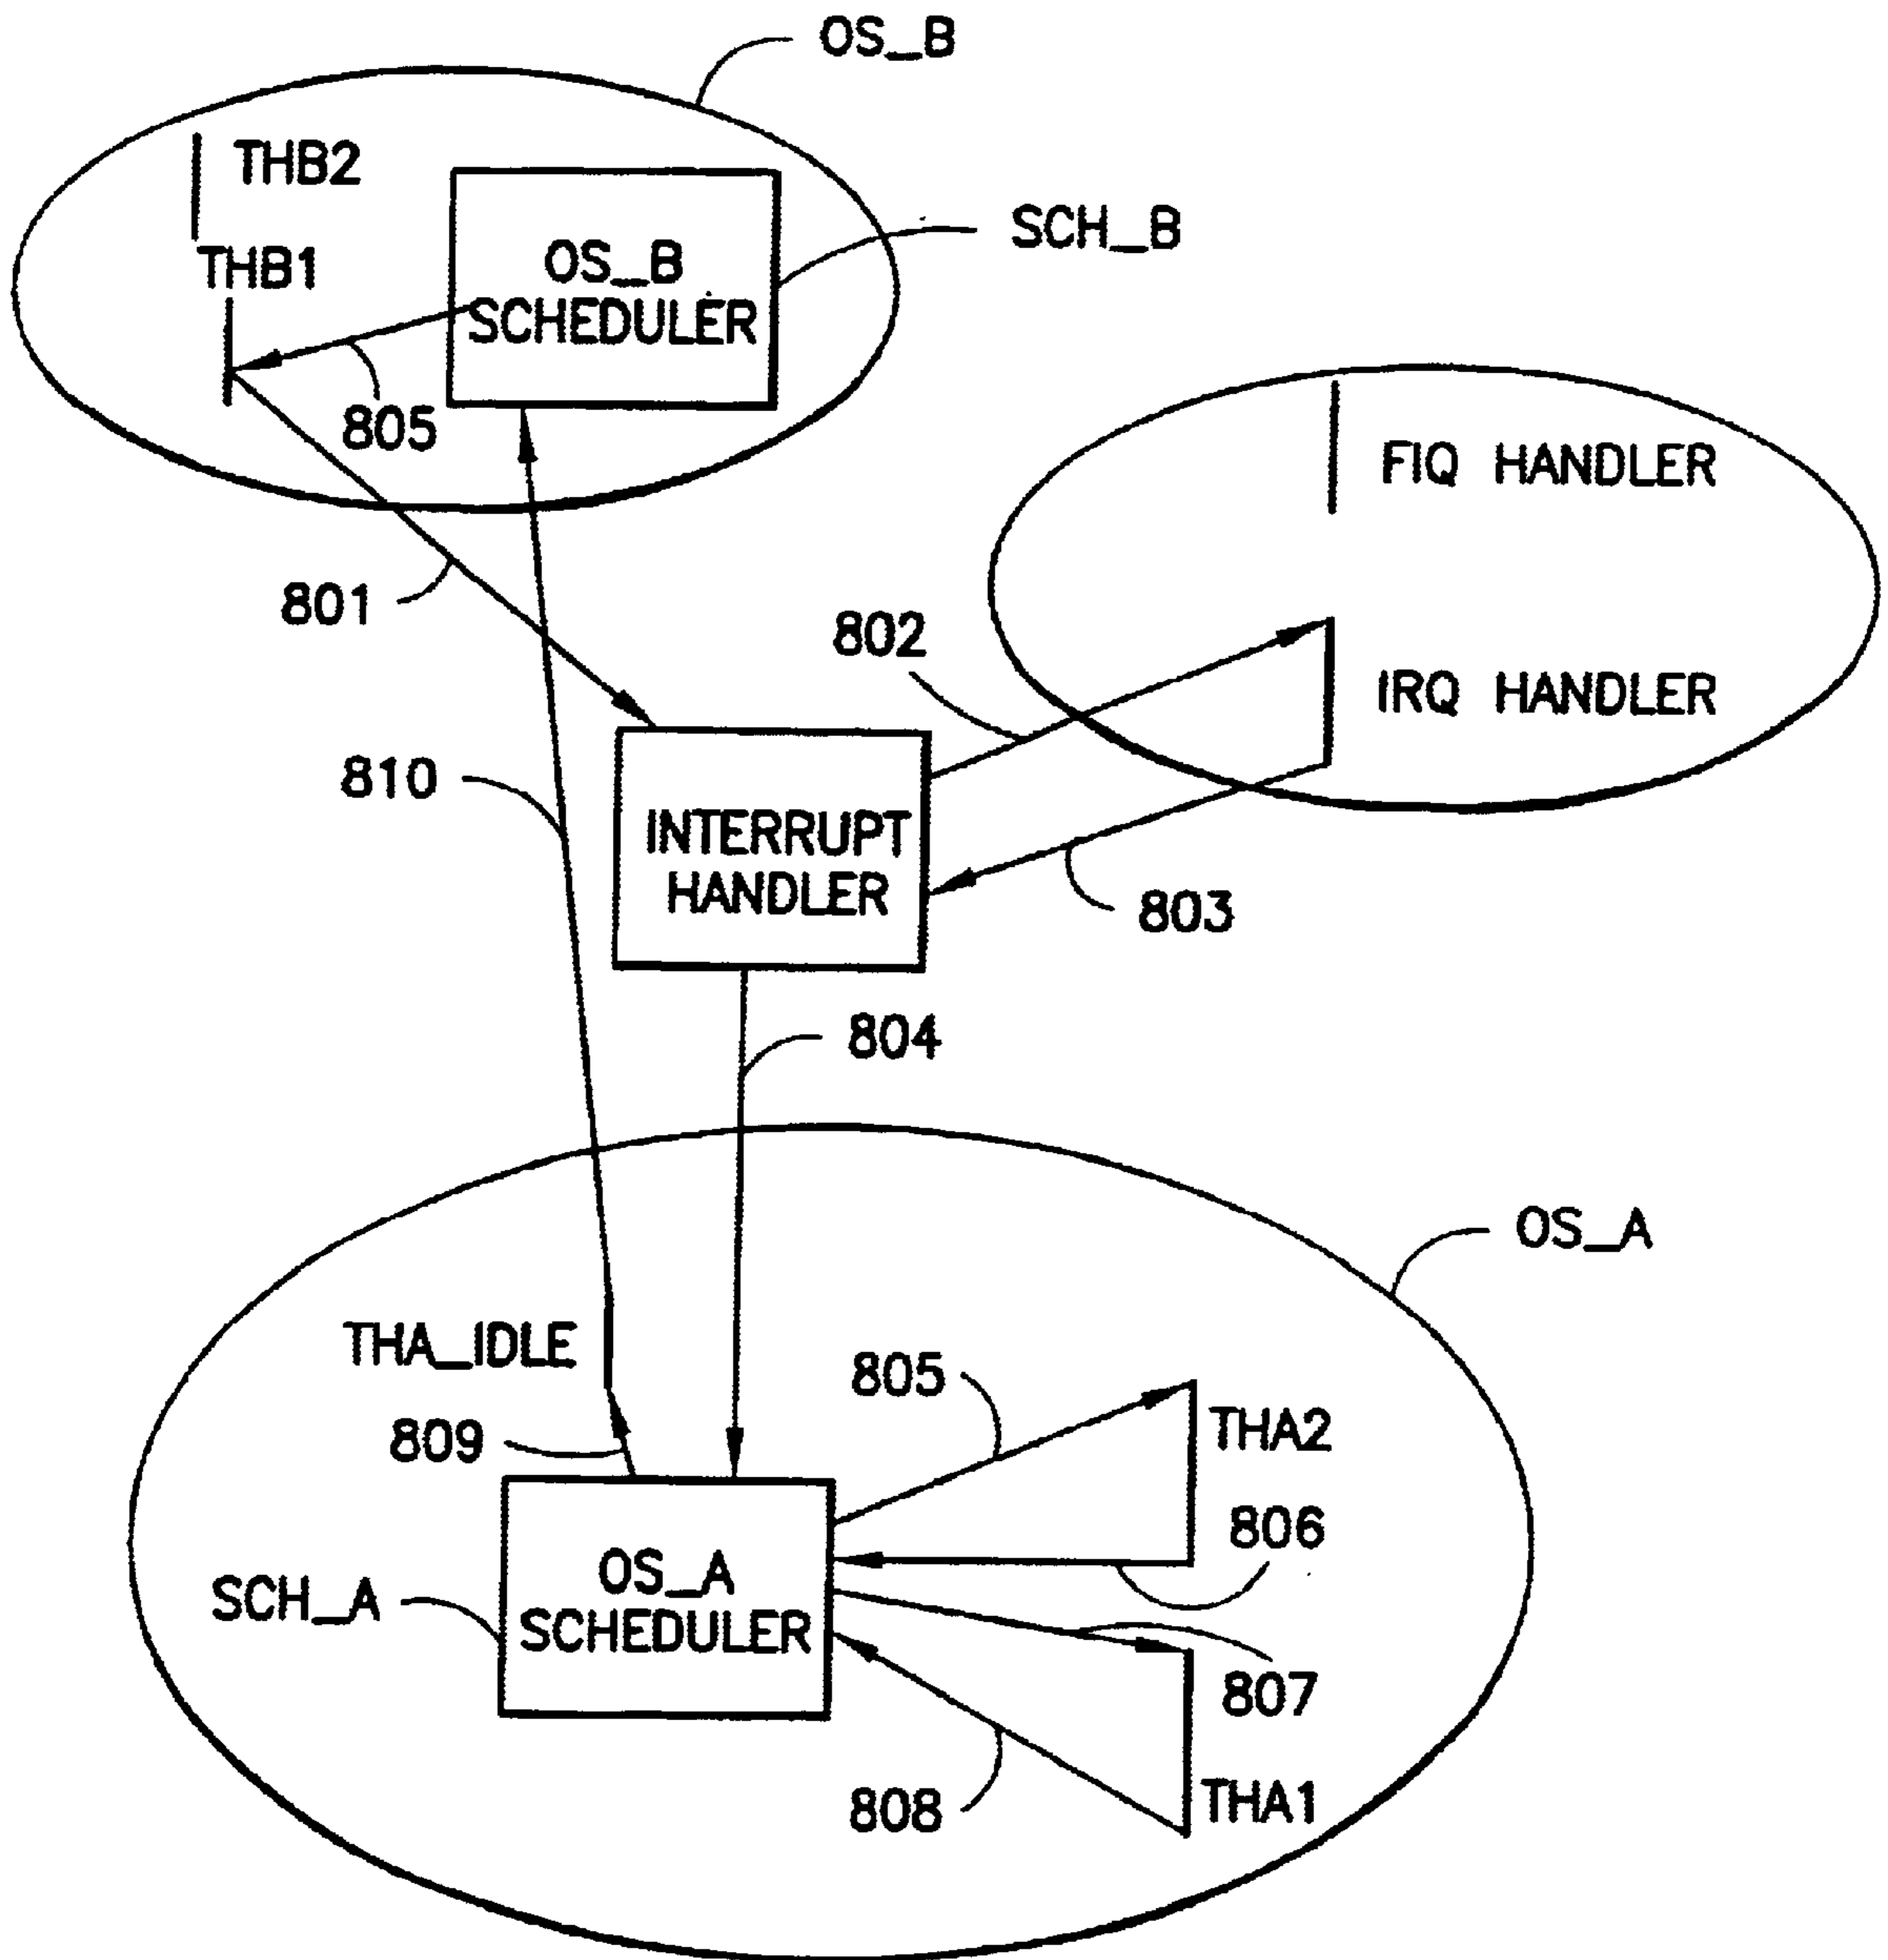 OS_B
THB2
SCH_B
THB1
OS_B
SCHEDULER
805
FIQ HANDLER
801
802
IRQ HANDLER
810
INTERRUPT
HANDLER
803
804
OS_A
THA_IDLE
805
THA2
809
806
OS_A
SCHEDULER
SCH_A
807
808
THA1